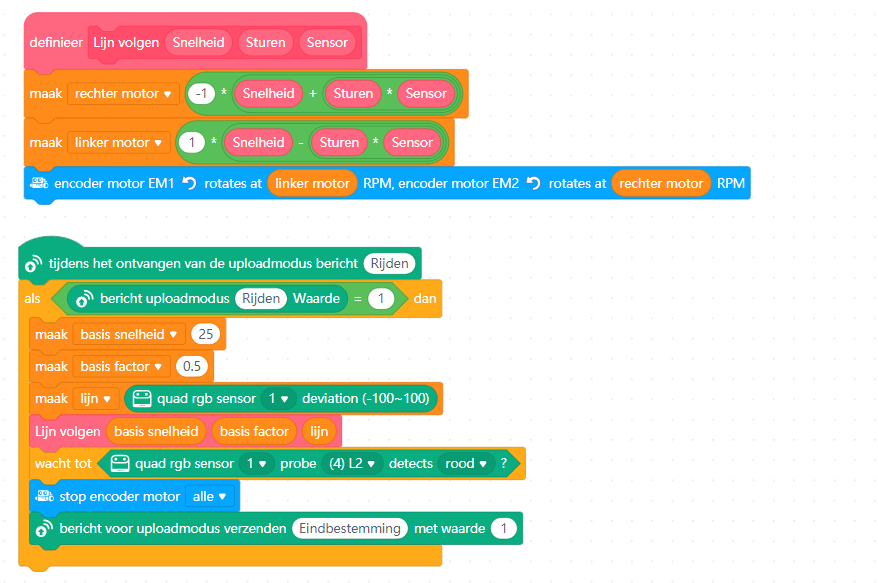 definieer Lijn volgen Snelheid Sturen Sensor
maak rechter motor -1 * Snelheid + Sturen * Sensor
maak linker motor 1 * Snelheid - Sturen * Sensor
encoder motor EM1 rotates at linker motor RPM, encoder motor EM2 rotates at rechter motor RPM
tijdens het ontvangen van de uploadmodus bericht Rijden
als bericht uploadmodus Rijden Waarde = 1 dan
maak basis snelheid 25
maak basis factor 0.5
maak lijn quad rgb sensor 1 deviation (-100~100)
Lijn volgen basis snelheid basis factor lijn
wacht tot quad rgb sensor 1 probe (4) L2 detects rood ?
stop encoder motor alle
bericht voor uploadmodus verzenden Eindbestemming met waarde 1